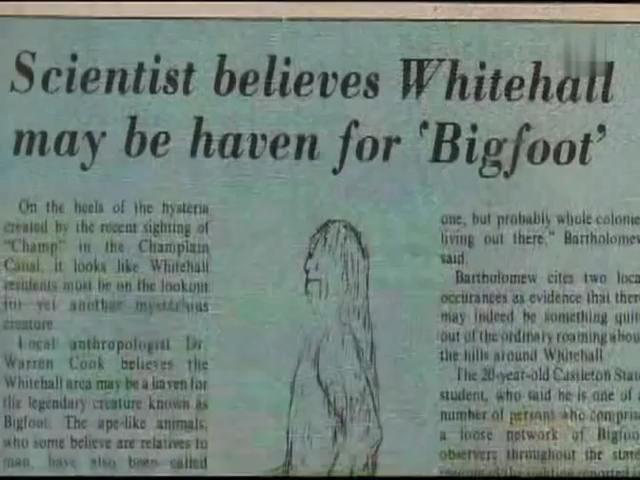 Scientist believes Whitehall
may be haven for 'Bigfoot'
On the heels of the hysteria
created by the recent sighting of
"Champ" in the Champlain
Canal, it looks like Whitehall
residents must be on the lookout
for yet another mysterious
creature.
Local anthropologist Dr.
Warren Cook believes the
Whitehall area may be a haven for
the legendary creature known as
Bigfoot. The ape-like animals,
who some believe are relatives to
man, have also been called
one, but probably whole colonie
living out there," Bartholomew
said.
Bartholomew cites two loca
occurances as evidence that ther
may indeed be something quit
out of the ordinary roaming abou
the hills around Whitehall.
The 20-year-old Castleton Stat
student, who said he is one of a
number of persons who compris
a loose network of Bigfoo
observers throughout the state